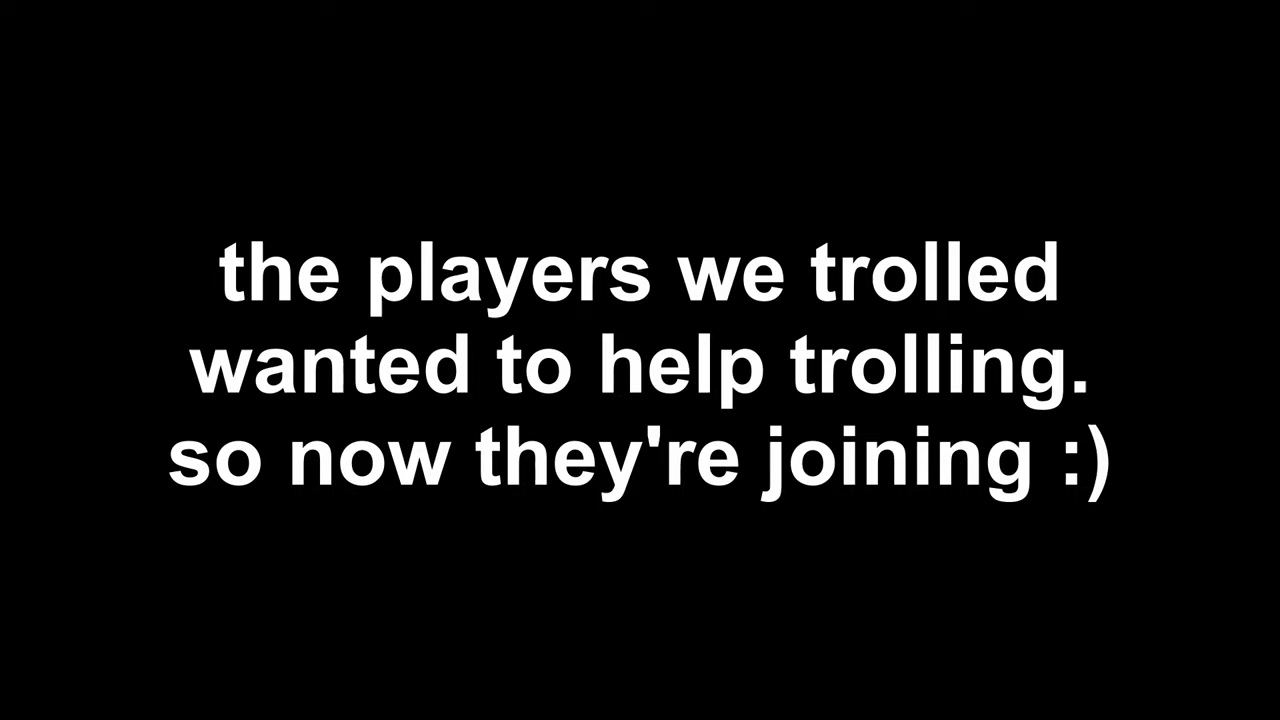 the players we trolled
wanted to help trolling.
so now they're joining :)